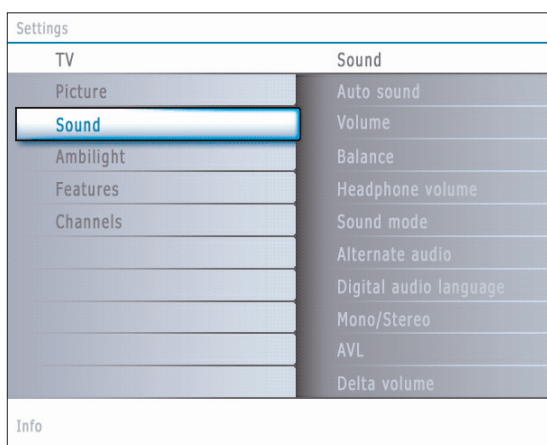 Settings
TV
Sound
Picture
Auto sound
Sound
Volume
Ambilight
Balance
Features
Headphone volume
Channels
Sound mode
Alternate audio
Digital audio language
Mono/Stereo
AVL
Delta volume
Info